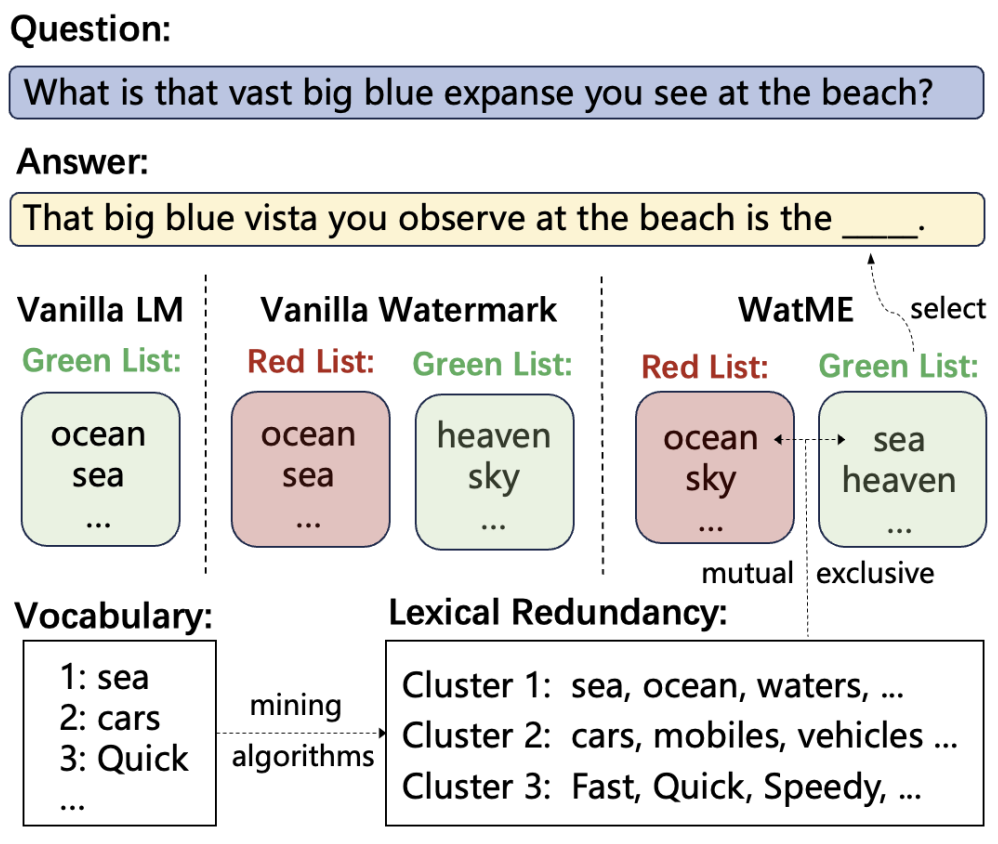 Question:
What is that vast big blue expanse you see at the beach?
Answer:
That big blue vista you observe at the beach is the _____.
Vanilla LM
Green List:
ocean
sea
...
Vanilla Watermark
Red List:
ocean
sea
...
Green List:
heaven
sky
...
WatME
select
Red List:
ocean
sky
...
Green List:
sea
heaven
...
mutual exclusive
Vocabulary:
1: sea
2: cars
3: Quick
...
mining
algorithms
Lexical Redundancy:
Cluster 1: sea, ocean, waters, ...
Cluster 2: cars, mobiles, vehicles ...
Cluster 3: Fast, Quick, Speedy, ...